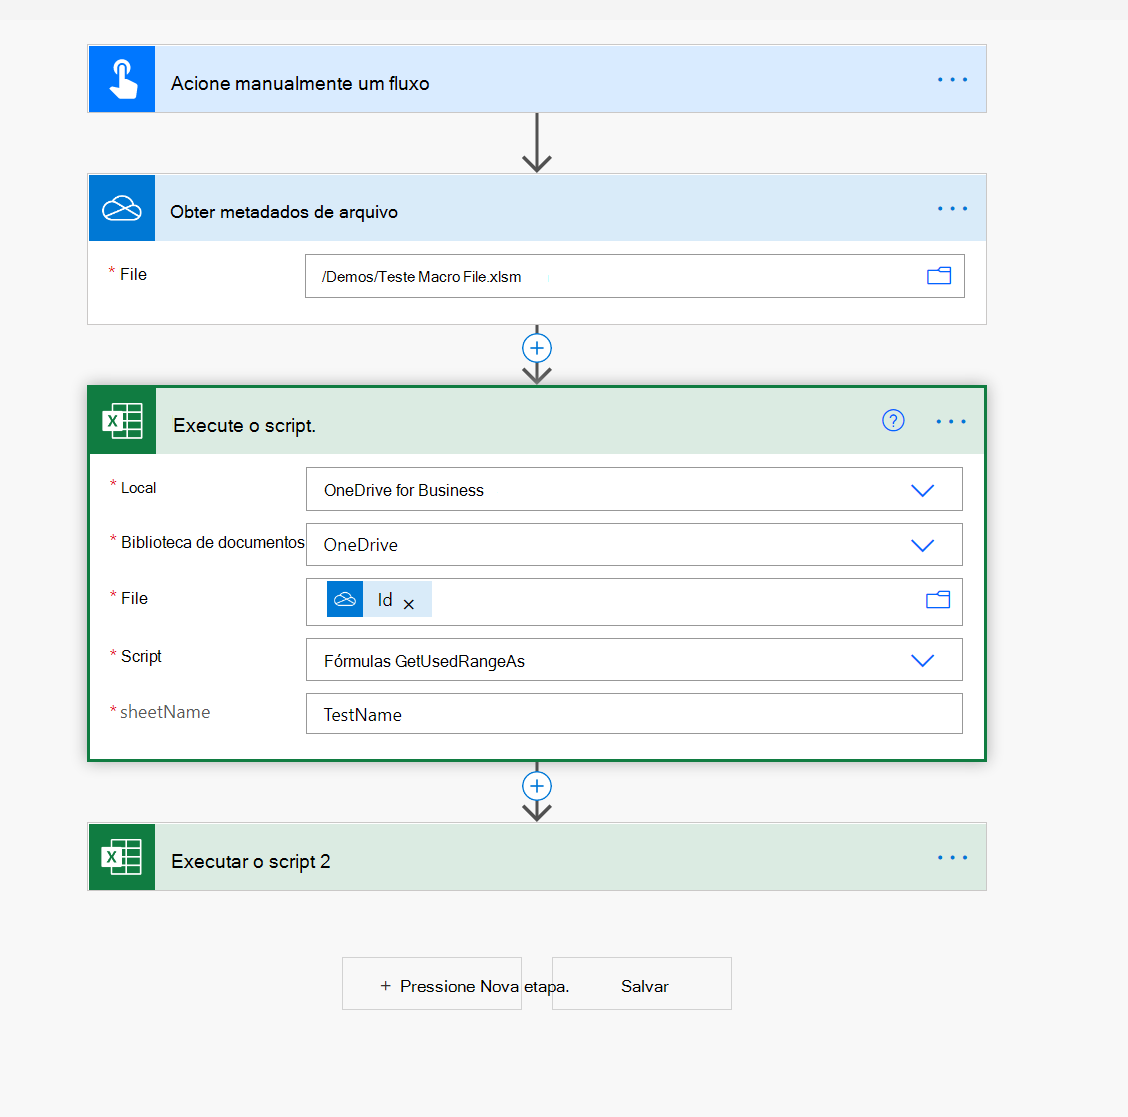 Acione manualmente um fluxo
Obter metadados de arquivo
* File
/Demos/Teste Macro File.xlsm
X
Execute o script.
?
* Local
OneDrive for Business
* Biblioteca de documentos
OneDrive
* File
Id ×
* Script
Fórmulas GetUsedRangeAs
* sheetName
TestName
X
Executar o script 2
+ Pressione Nova etapa.
Salvar